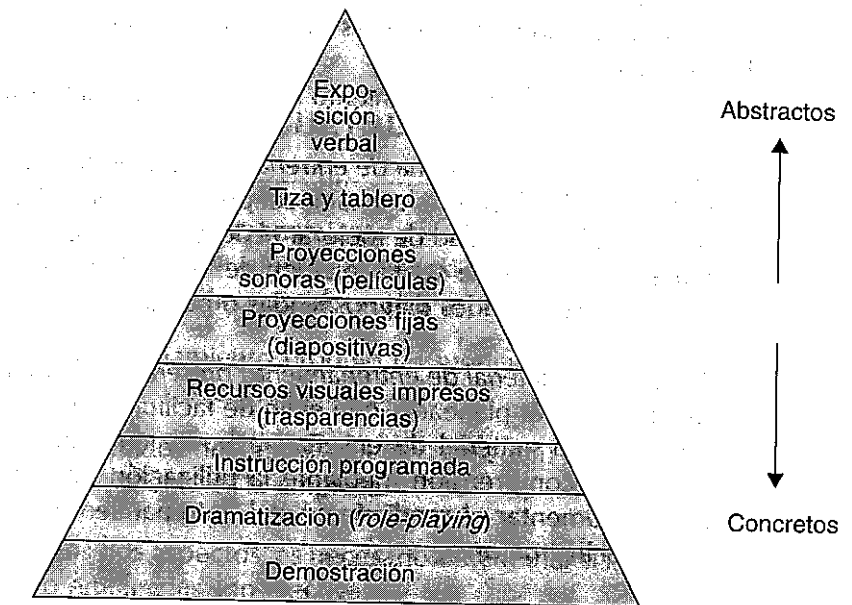 Expo-
sición
verbal
Abstractos
Tiza y tablero
Proyecciones
sonoras (películas)
Proyecciones fijas
(diapositivas)
Recursos visuales impresos
(trasparencias)
Instrucción programada
Dramatización (role-playing)
Concretos
Demostración